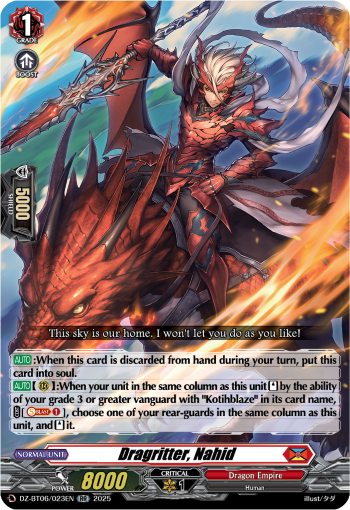 1
GRADE
BOOST
5000
SHIELD
This sky is our home. I won't let you do as you like!
AUTO:When this card is discarded from hand during your turn, put this
card into soul.
AUTO【 】:When your unit in the same column as this unit by the ability
of your grade 3 or greater vanguard with "Kotihblaze" in its card name,
[SOUL BLAST 1], choose one of your rear-guards in the same column as this
unit, and it.
NORMAL UNIT
Dragritter, Nahid
POWER 8000
CRITICAL
1
Dragon Empire
Human
DZ-BT06/023EN RR 2025
illust/タダ